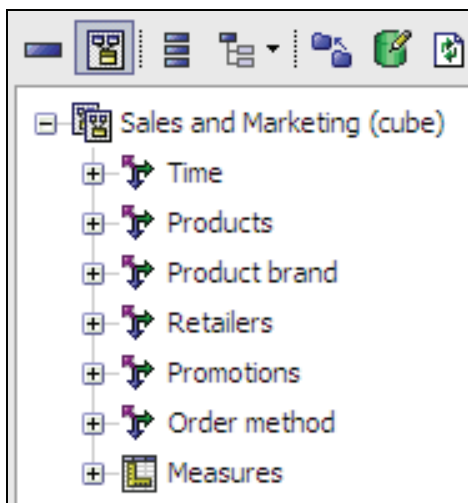 Sales and Marketing (cube)
Time
Products
Product brand
Retailers
Promotions
Order method
Measures